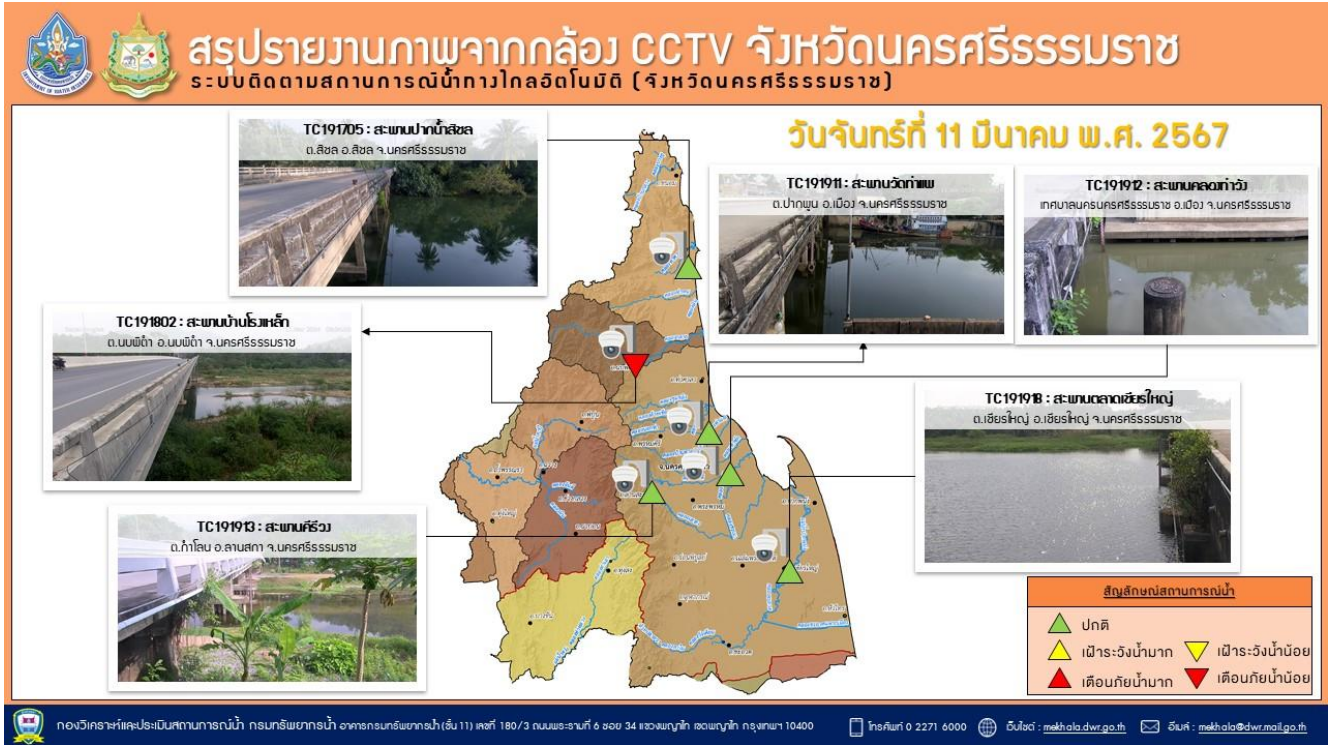 สรุปรายงานภาพจากกล้อง CCTV จังหวัดนครศรีธรรมราช
ระบบติดตามสถานการณ์น้ำทางไกลอัตโนมัติ (จังหวัดนครศรีธรรมราช)
วันจันทร์ที่ 11 มีนาคม พ.ศ. 2567
TC191705 : สะพานปากน้ำสิชล
ต.สิชล อ.สิชล จ.นครศรีธรรมราช
TC191911 : สะพานวัดท่าแพ
ต.ปากพูน อ.เมือง จ.นครศรีธรรมราช
TC191912 : สะพานคลองท่าวัง
เทศบาลนครนครศรีธรรมราช อ.เมือง จ.นครศรีธรรมราช
TC191802 : สะพานบ้านโรงเหล็ก
ต.นบพิตำ อ.นบพิตำ จ.นครศรีธรรมราช
TC191918 : สะพานตลาดเชียรใหญ่
ต.เชียรใหญ่ อ.เชียรใหญ่ จ.นครศรีธรรมราช
TC191913 : สะพานคีรีวง
ต.กำโลน อ.ลานสกา จ.นครศรีธรรมราช
สัญลักษณ์สถานการณ์น้ำ
ปกติ
เฝ้าระวังน้ำมาก เฝ้าระวังน้ำน้อย
เตือนภัยน้ำมาก เตือนภัยน้ำน้อย
กองวิเคราะห์และประเมินสถานการณ์น้ำ กรมทรัพยากรน้ำ อาคารกรมทรัพยากรน้ำ (ชั้น 11) เลขที่ 180/3 ถนนพระรามที่ 6 ซอย 34 แขวงพญาไท เขตพญาไท กรุงเทพฯ 10400 โทรศัพท์ 0 2271 6000 เว็บไซต์ : mekhala.dwr.go.th อีเมล์ : mekhala@dwr.mail.go.th